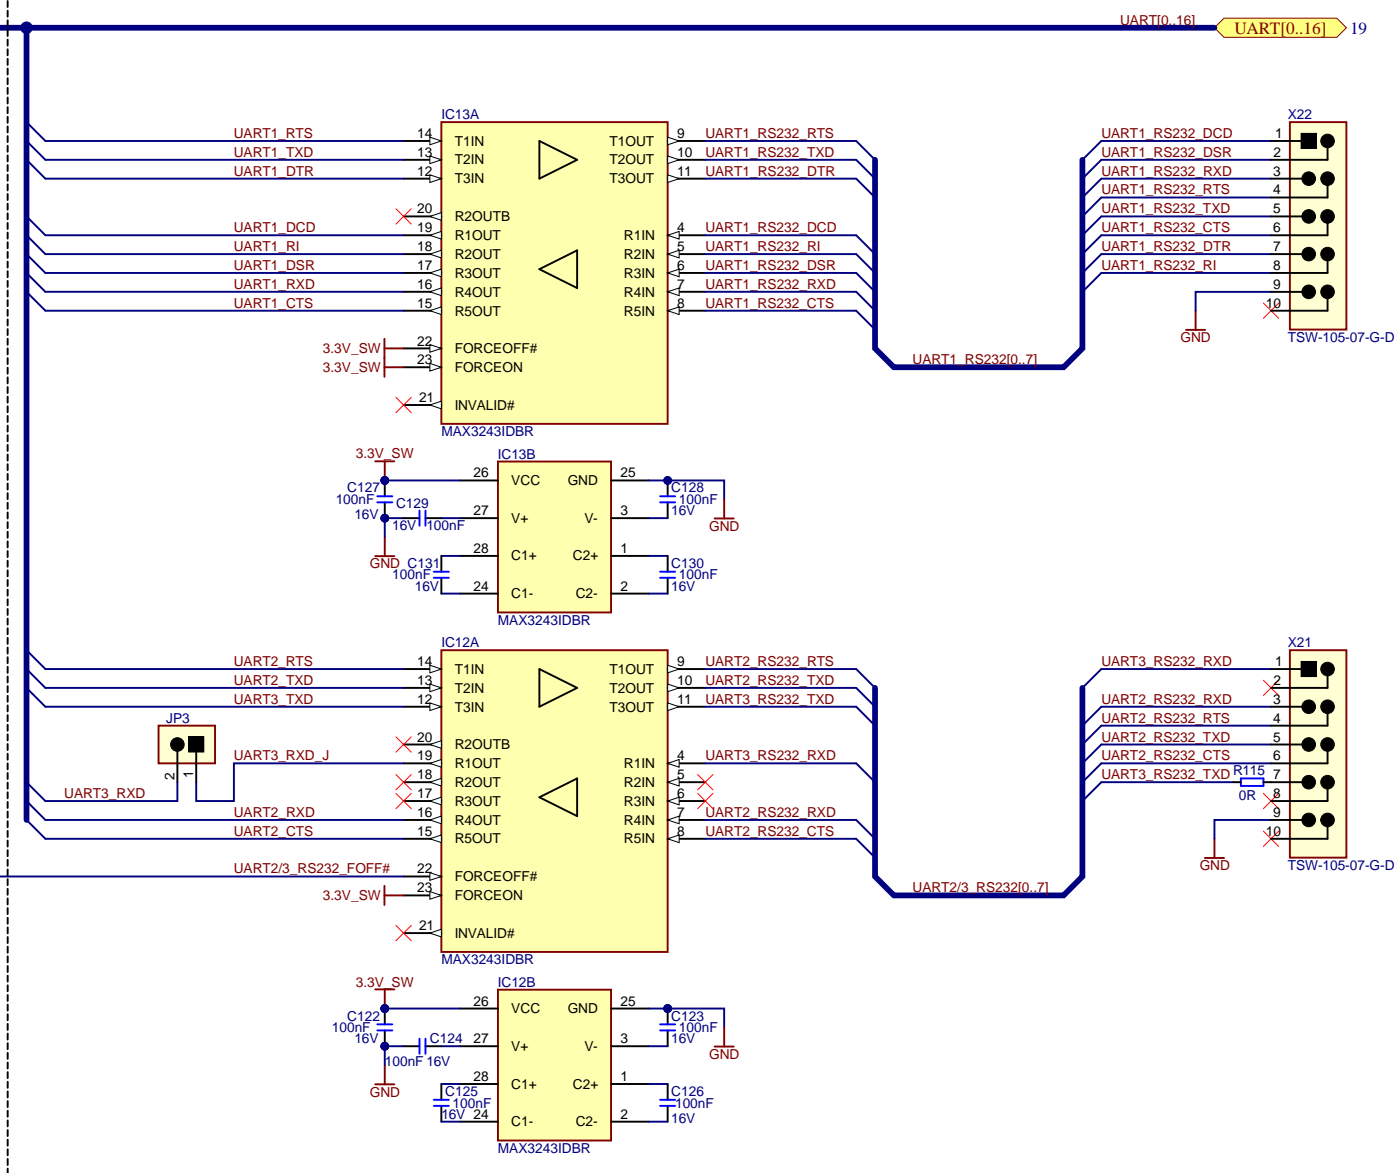 UART[0..16] UART[0..16] 19
IC13A X22
UART1_RTS 14 T1IN T1OUT 9 UART1_RS232_RTS UART1_RS232_DCD 1
UART1_TXD 13 T2IN T2OUT 10 UART1_RS232_TXD UART1_RS232_DSR 2
UART1_DTR 12 T3IN T3OUT 11 UART1_RS232_DTR UART1_RS232_RXD 3
UART1_RS232_RTS 4
20 R2OUTB UART1_RS232_TXD 5
UART1_DCD 19 R1OUT R1IN 4 UART1_RS232_DCD UART1_RS232_CTS 6
UART1_RI 18 R2OUT R2IN 5 UART1_RS232_RI UART1_RS232_DTR 7
UART1_DSR 17 R3OUT R3IN 6 UART1_RS232_DSR UART1_RS232_RI 8
UART1_RXD 16 R4OUT R4IN 7 UART1_RS232_RXD 9
UART1_CTS 15 R5OUT R5IN 8 UART1_RS232_CTS 10
GND
TSW-105-07-G-D
3.3V_SW 22 FORCEOFF#
3.3V_SW 23 FORCEON UART1_RS232[0..7]
21 INVALID#
MAX3243IDBR
3.3V_SW IC13B
26 VCC GND 25
C127 100nF 16V C128 100nF 16V
C129 16V 100nF 27 V+ V- 3 GND
GND
28 C1+ C2+ 1
C131 100nF 16V C130 100nF 16V
24 C1- C2- 2
MAX3243IDBR
IC12A X21
UART2_RTS 14 T1IN T1OUT 9 UART2_RS232_RTS UART3_RS232_RXD 1
UART2_TXD 13 T2IN T2OUT 10 UART2_RS232_TXD 2
UART3_TXD 12 T3IN T3OUT 11 UART3_RS232_TXD UART2_RS232_RXD 3
JP3 UART2_RS232_RTS 4
20 R2OUTB UART2_RS232_TXD 5
UART3_RXD_J 19 R1OUT R1IN 4 UART3_RS232_RXD UART2_RS232_CTS 6
2 1 18 R2OUT R2IN 5 UART3_RS232_TXD R115 0R 7
UART3_RXD 17 R3OUT R3IN 6 8
UART2_RXD 16 R4OUT R4IN 7 UART2_RS232_RXD 9
UART2_CTS 15 R5OUT R5IN 8 UART2_RS232_CTS 10
GND
TSW-105-07-G-D
UART2/3_RS232_FOFF# 22 FORCEOFF#
3.3V_SW 23 FORCEON UART2/3_RS232[0..7]
21 INVALID#
MAX3243IDBR
3.3V_SW IC12B
26 VCC GND 25
C122 100nF 16V C123 100nF 16V
C124 100nF 16V 27 V+ V- 3 GND
GND
28 C1+ C2+ 1
C125 100nF 16V C126 100nF 16V
24 C1- C2- 2
MAX3243IDBR